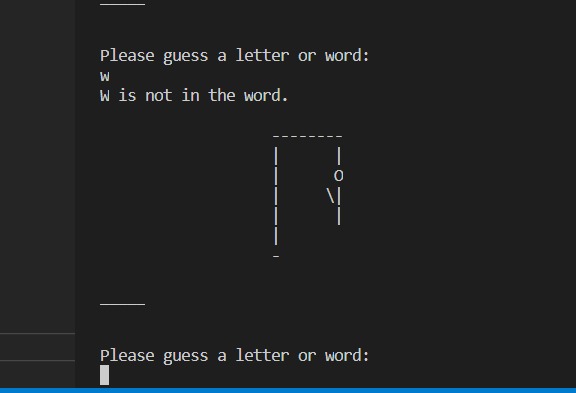 _____
Please guess a letter or word:
w
W is not in the word.
--------
|      |
|      O
|     \|
|      |
|
-
_____
Please guess a letter or word: